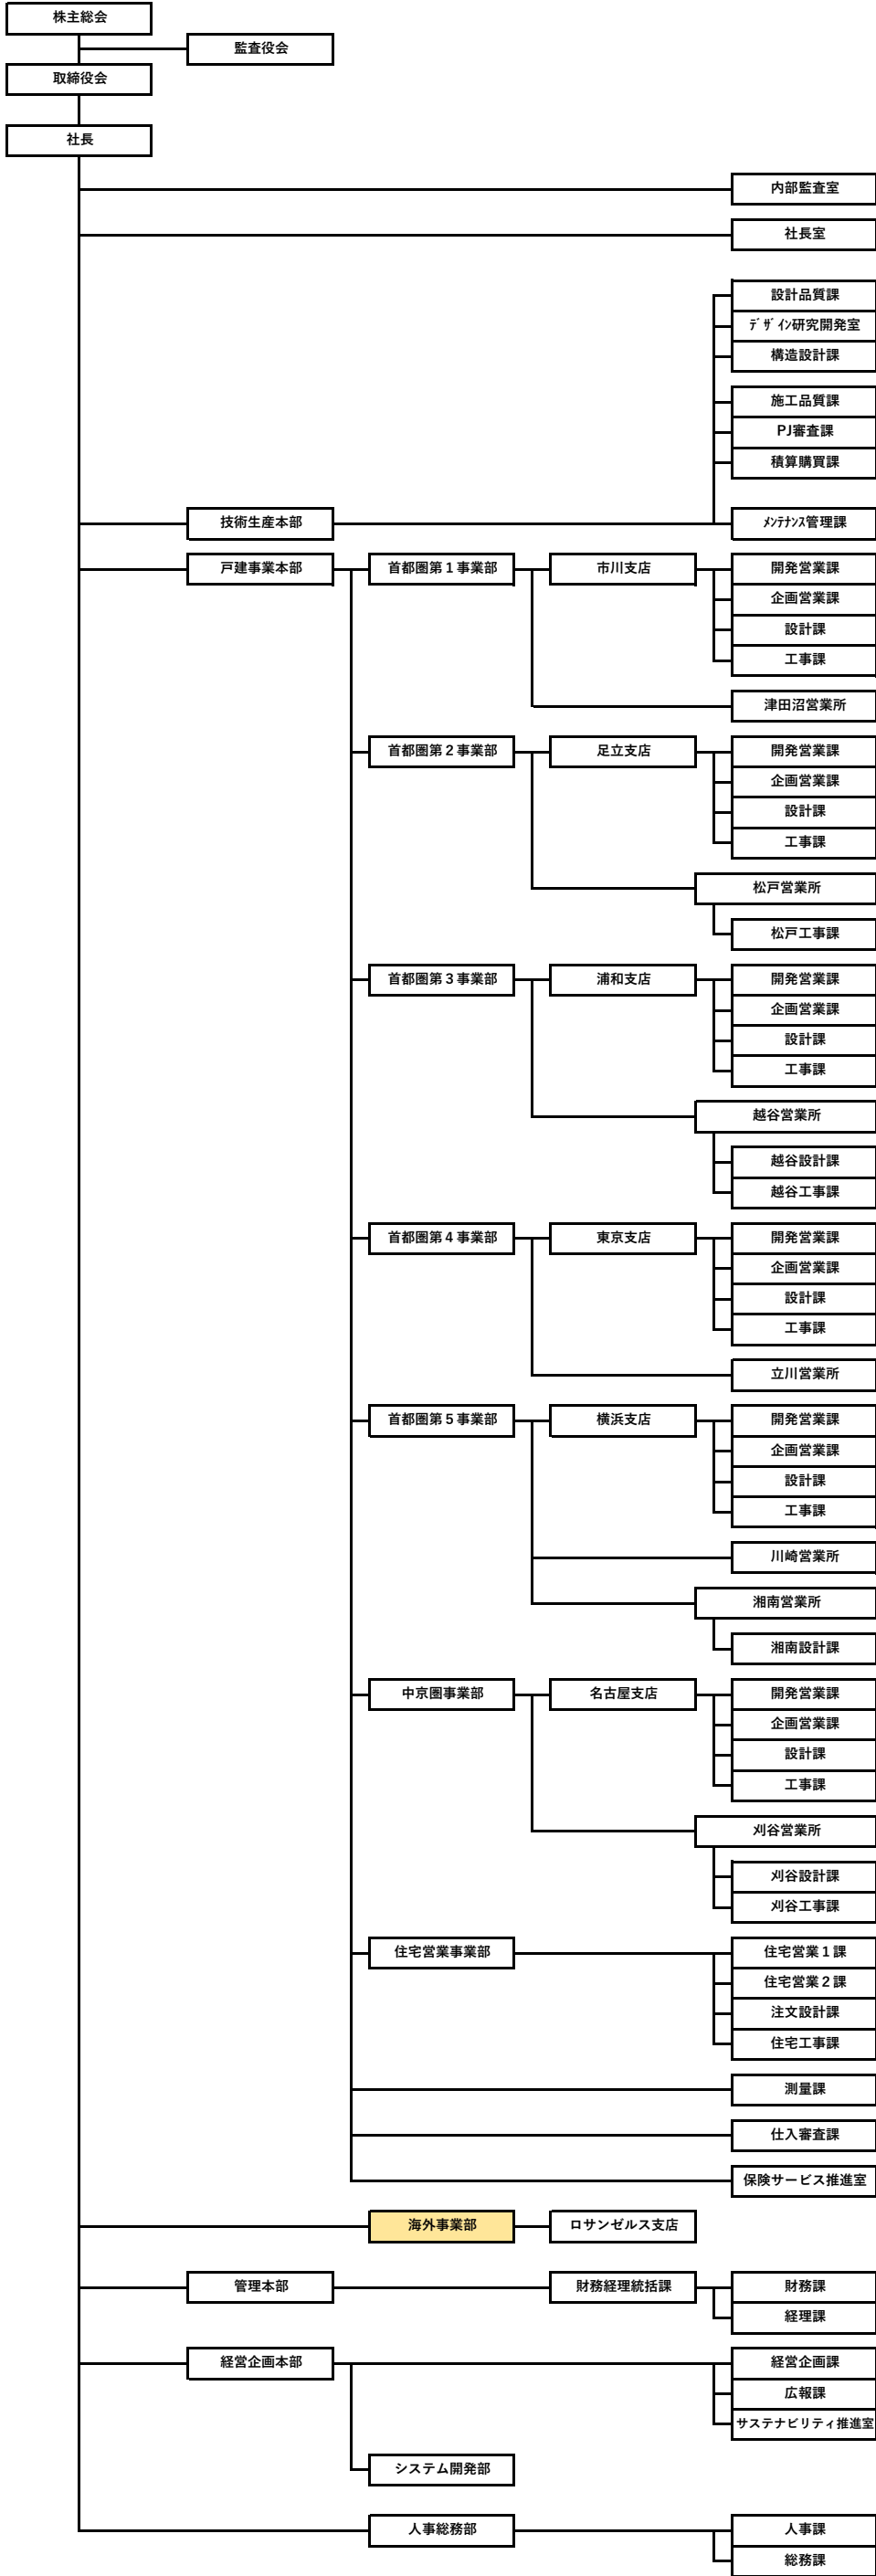 株主総会
監査役会
取締役会
社長
内部監査室
社長室
設計品質課
ﾃﾞｻﾞｲﾝ研究開発室
構造設計課
施工品質課
PJ審査課
積算購買課
技術生産本部
ﾒﾝﾃﾅﾝｽ管理課
戸建事業本部
首都圏第１事業部
市川支店
開発営業課
企画営業課
設計課
工事課
津田沼営業所
首都圏第２事業部
足立支店
開発営業課
企画営業課
設計課
工事課
松戸営業所
松戸工事課
首都圏第３事業部
浦和支店
開発営業課
企画営業課
設計課
工事課
越谷営業所
越谷設計課
越谷工事課
首都圏第４事業部
東京支店
開発営業課
企画営業課
設計課
工事課
立川営業所
首都圏第５事業部
横浜支店
開発営業課
企画営業課
設計課
工事課
川崎営業所
湘南営業所
湘南設計課
中京圏事業部
名古屋支店
開発営業課
企画営業課
設計課
工事課
刈谷営業所
刈谷設計課
刈谷工事課
住宅営業事業部
住宅営業１課
住宅営業２課
注文設計課
住宅工事課
測量課
仕入審査課
保険サービス推進室
海外事業部
ロサンゼルス支店
管理本部
財務経理統括課
財務課
経理課
経営企画本部
経営企画課
広報課
サステナビリティ推進室
システム開発部
人事総務部
人事課
総務課